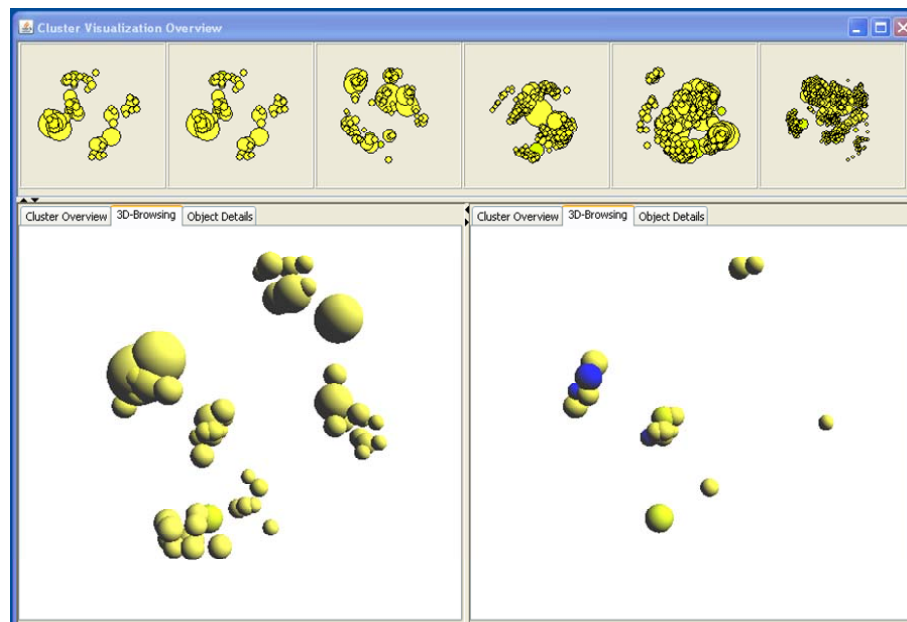 Cluster Visualization Overview
Cluster Overview 3D-Browsing Object Details
Cluster Overview 3D-Browsing Object Details